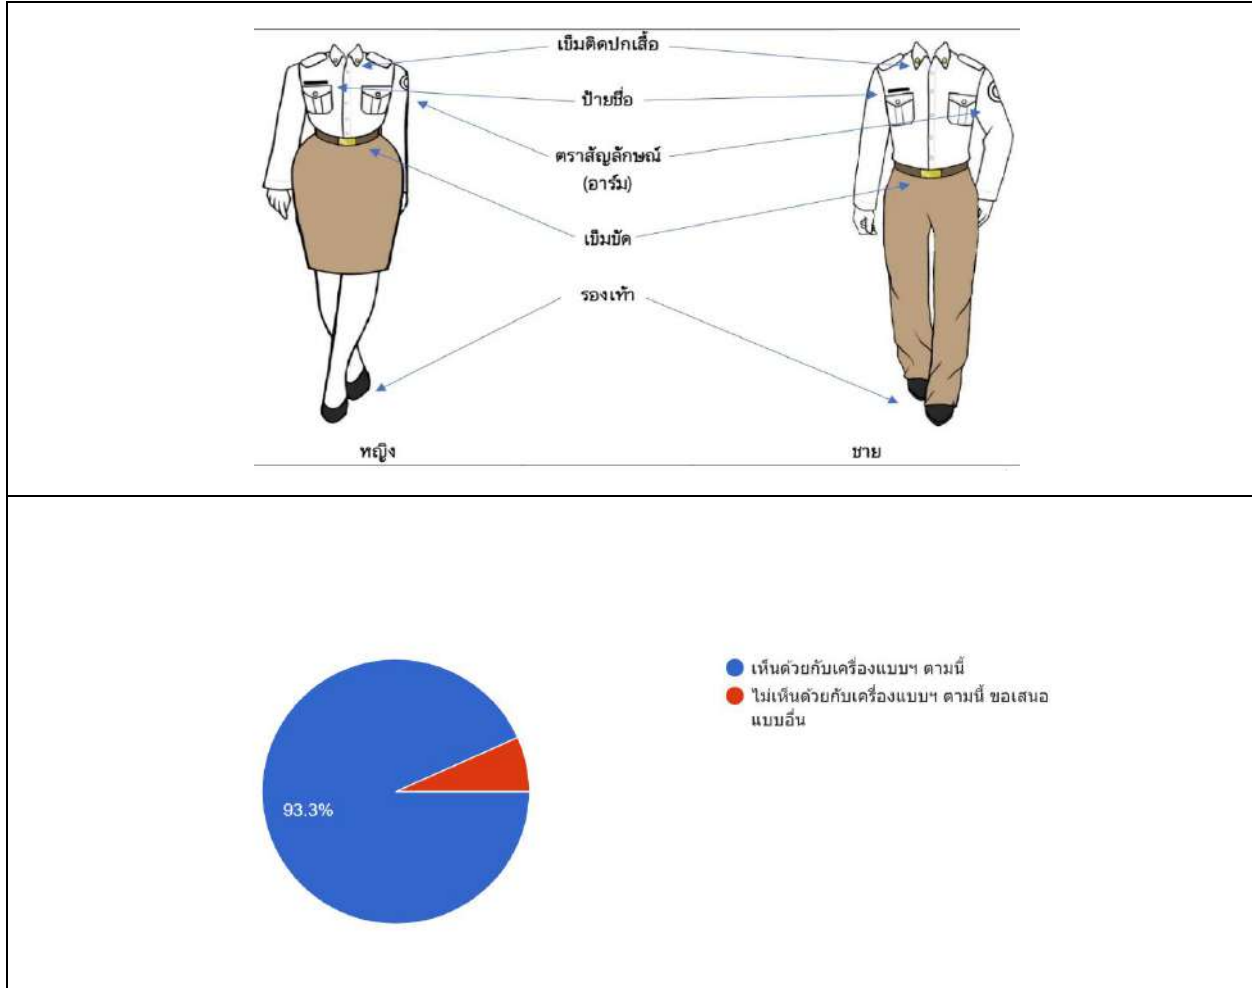 เข็มติดปกเสื้อ
ป้ายชื่อ
ตราสัญลักษณ์
(อาร์ม)
เข็มขัด
รองเท้า
หญิง
ชาย
93.3%
เห็นด้วยกับเครื่องแบบฯ ตามนี้
ไม่เห็นด้วยกับเครื่องแบบฯ ตามนี้ ขอเสนอ
แบบอื่น